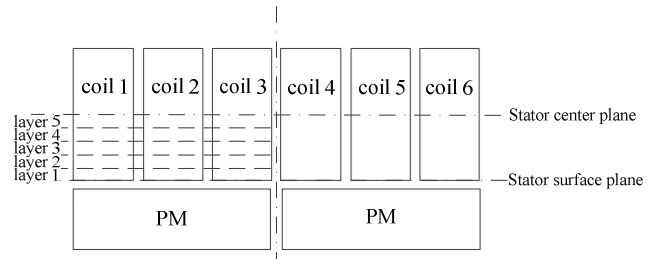 coil 1 coil 2 coil 3 coil 4 coil 5 coil 6
Stator center plane
layer 5
layer 4
layer 3
layer 2
layer 1
Stator surface plane
PM PM